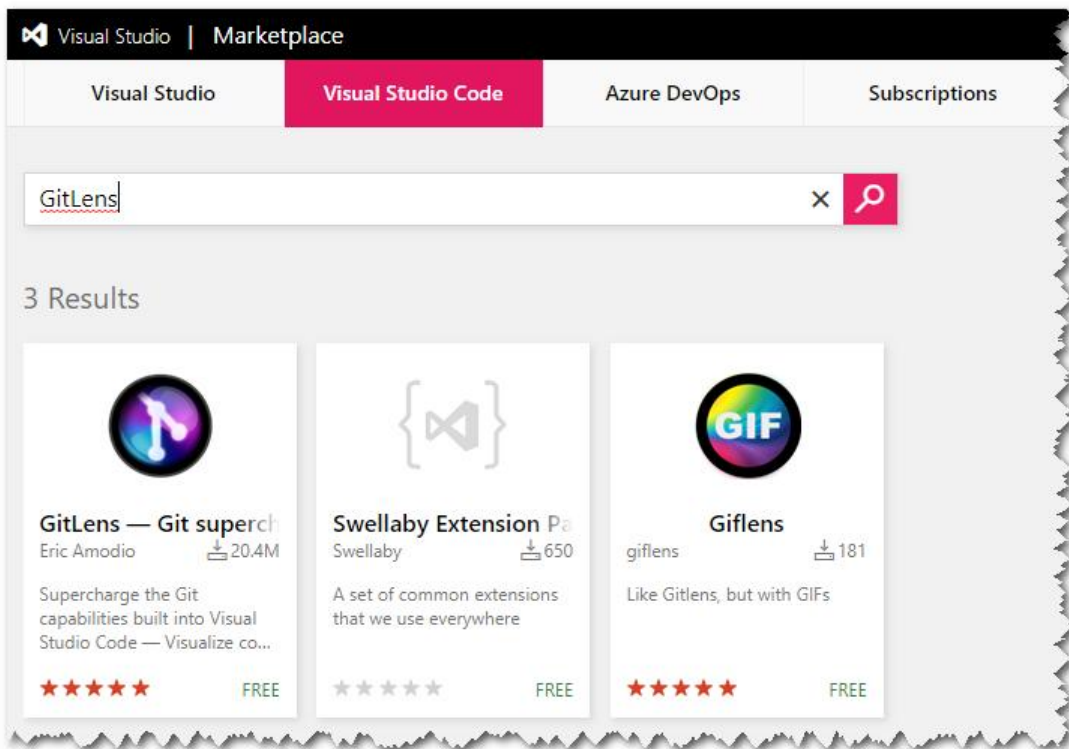 Visual Studio | Marketplace
Visual Studio Visual Studio Code Azure DevOps Subscriptions
GitLens
3 Results
GIF
GitLens — Git superch
Eric Amodio 20.4M
Supercharge the Git
capabilities built into Visual
Studio Code — Visualize co...
FREE
Swellaby Extension Pa
Swellaby 650
A set of common extensions
that we use everywhere
FREE
Giflens
giflens 181
Like Gitlens, but with GIFs
FREE